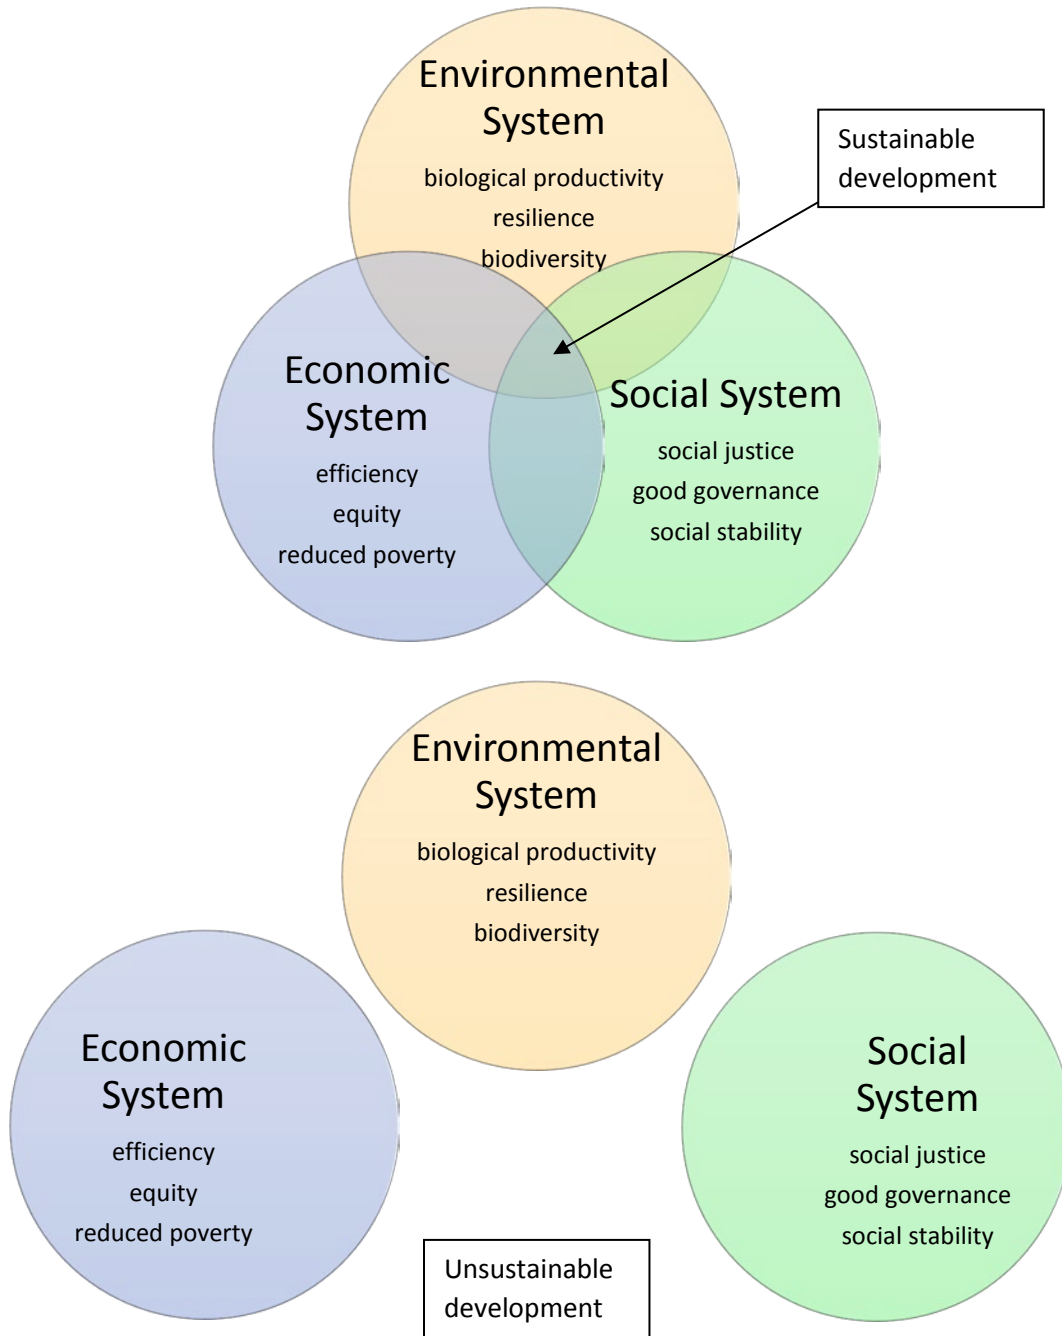 Environmental
System
biological productivity
resilience
biodiversity
Sustainable
development
Economic
System
efficiency
equity
reduced poverty
Social System
social justice
good governance
social stability
Environmental
System
biological productivity
resilience
biodiversity
Economic
System
efficiency
equity
reduced poverty
Social
System
social justice
good governance
social stability
Unsustainable
development